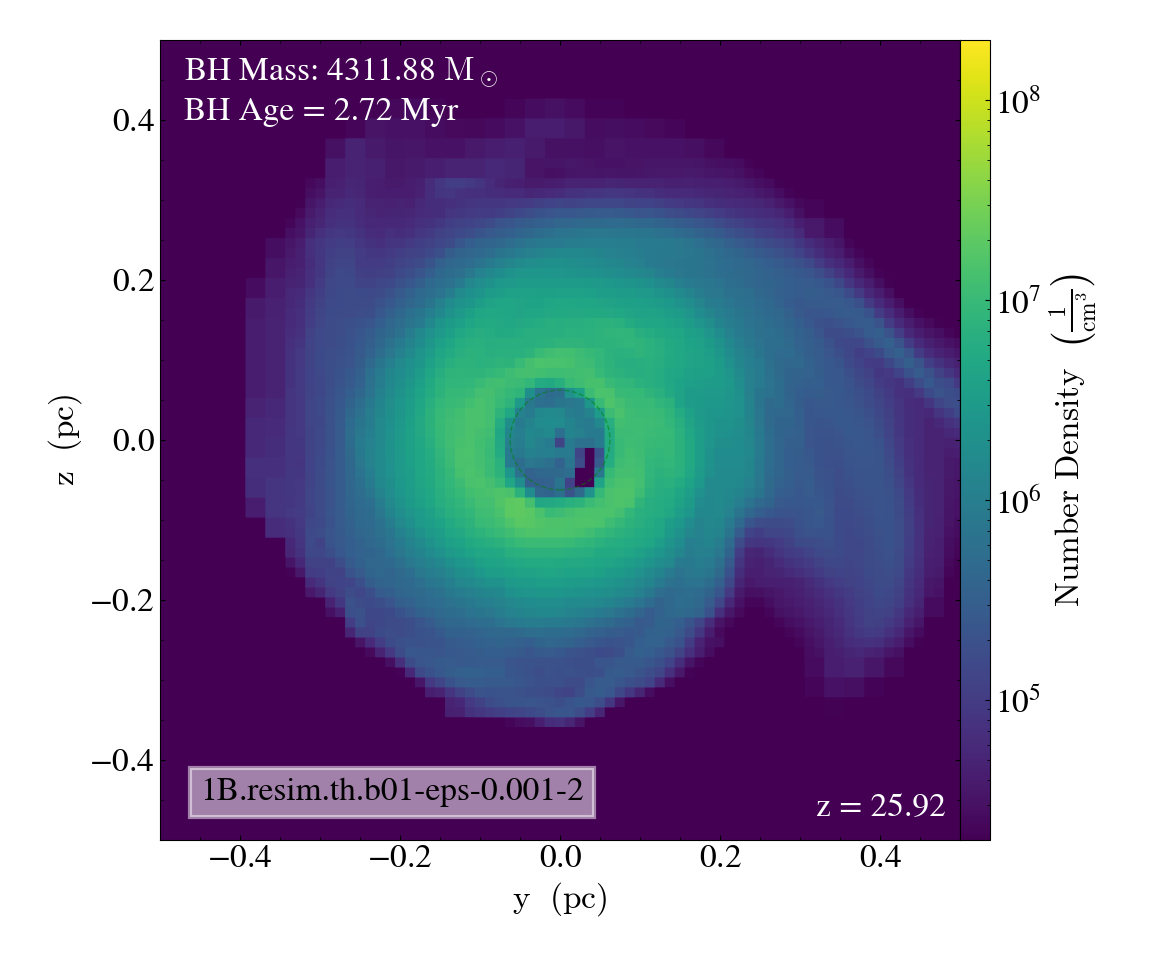 BH Mass: 4311.88 M⊙
BH Age = 2.72 Myr
0.4
0.2
0.0
−0.2
−0.4
z (pc)
1B.resim.th.b01-eps-0.001-2
z = 25.92
−0.4 −0.2 0.0 0.2 0.4
y (pc)
10⁸
10⁷
10⁶
10⁵
Number Density (1/cm³)